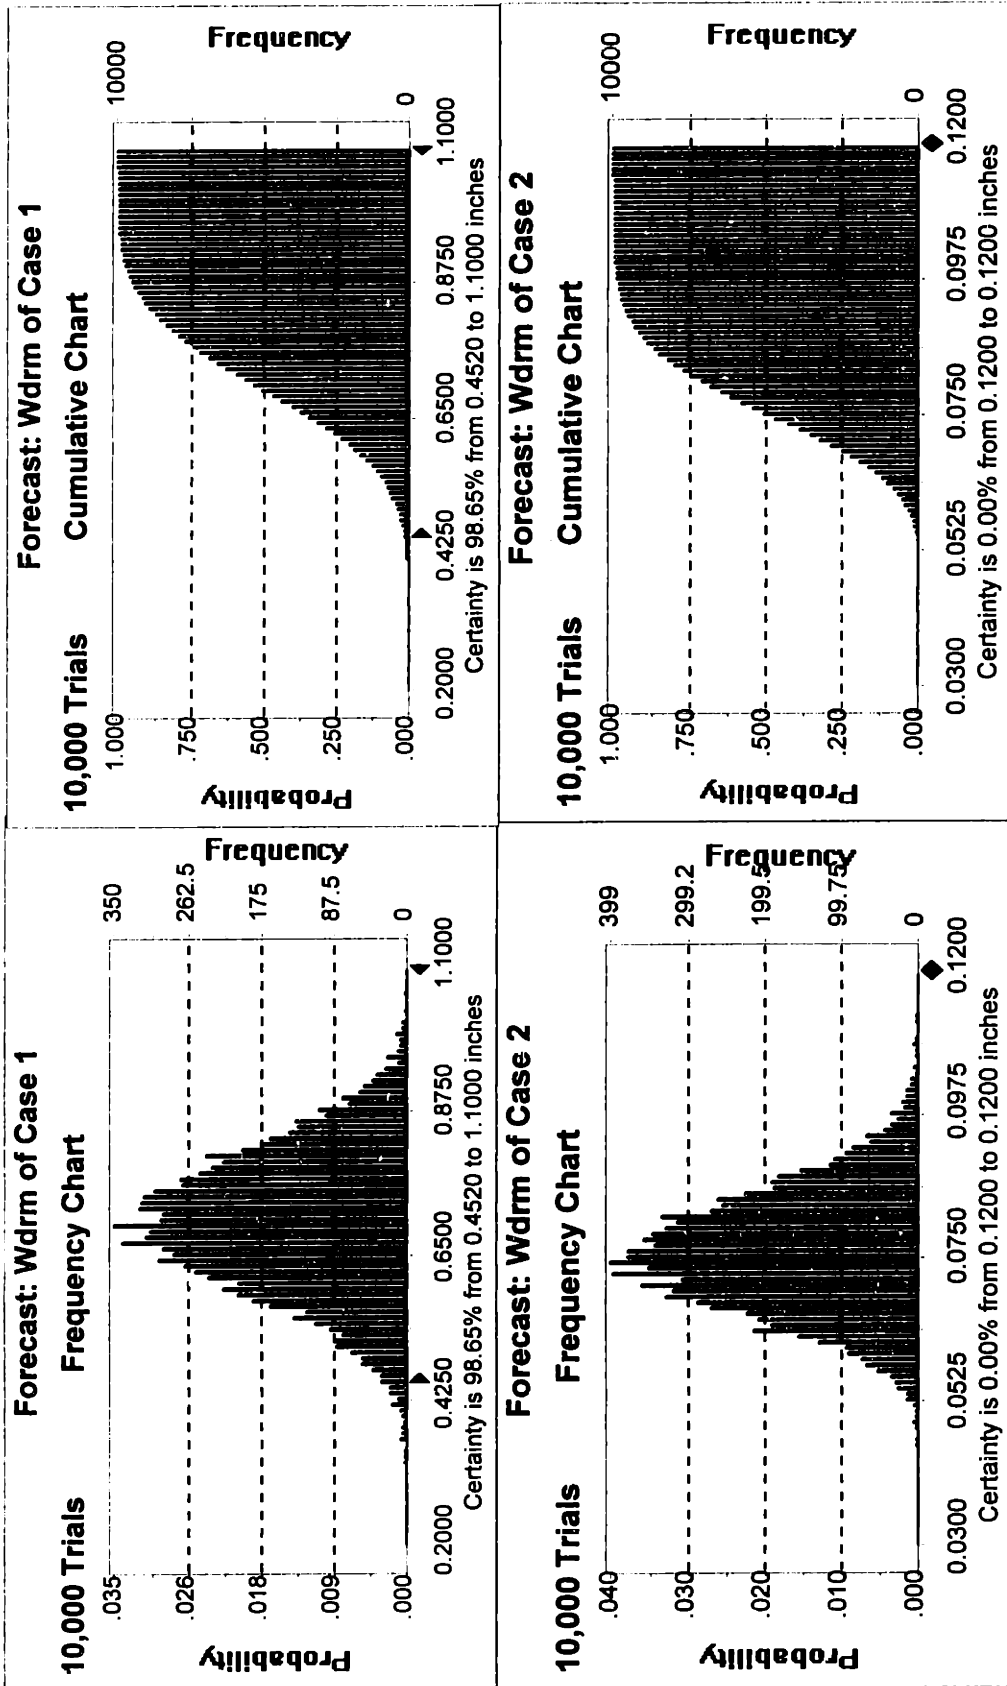 Forecast: Wdrm of Case 1
10,000 Trials Frequency Chart
.035
.026
.018
.009
.000
Probability
350
262.5
175
87.5
0
Frequency
0.2000 0.4250 0.6500 0.8750 1.1000
Certainty is 98.65% from 0.4520 to 1.1000 inches
Forecast: Wdrm of Case 1
10,000 Trials Cumulative Chart
1.000
.750
.500
.250
.000
Probability
10000
0
Frequency
0.2000 0.4250 0.6500 0.8750 1.1000
Certainty is 98.65% from 0.4520 to 1.1000 inches
Forecast: Wdrm of Case 2
10,000 Trials Frequency Chart
.040
.030
.020
.010
.000
Probability
399
299.2
199.5
99.75
0
Frequency
0.0300 0.0525 0.0750 0.0975 0.1200
Certainty is 0.00% from 0.1200 to 0.1200 inches
Forecast: Wdrm of Case 2
10,000 Trials Cumulative Chart
1.000
.750
.500
.250
.000
Probability
10000
0
Frequency
0.0300 0.0525 0.0750 0.0975 0.1200
Certainty is 0.00% from 0.1200 to 0.1200 inches